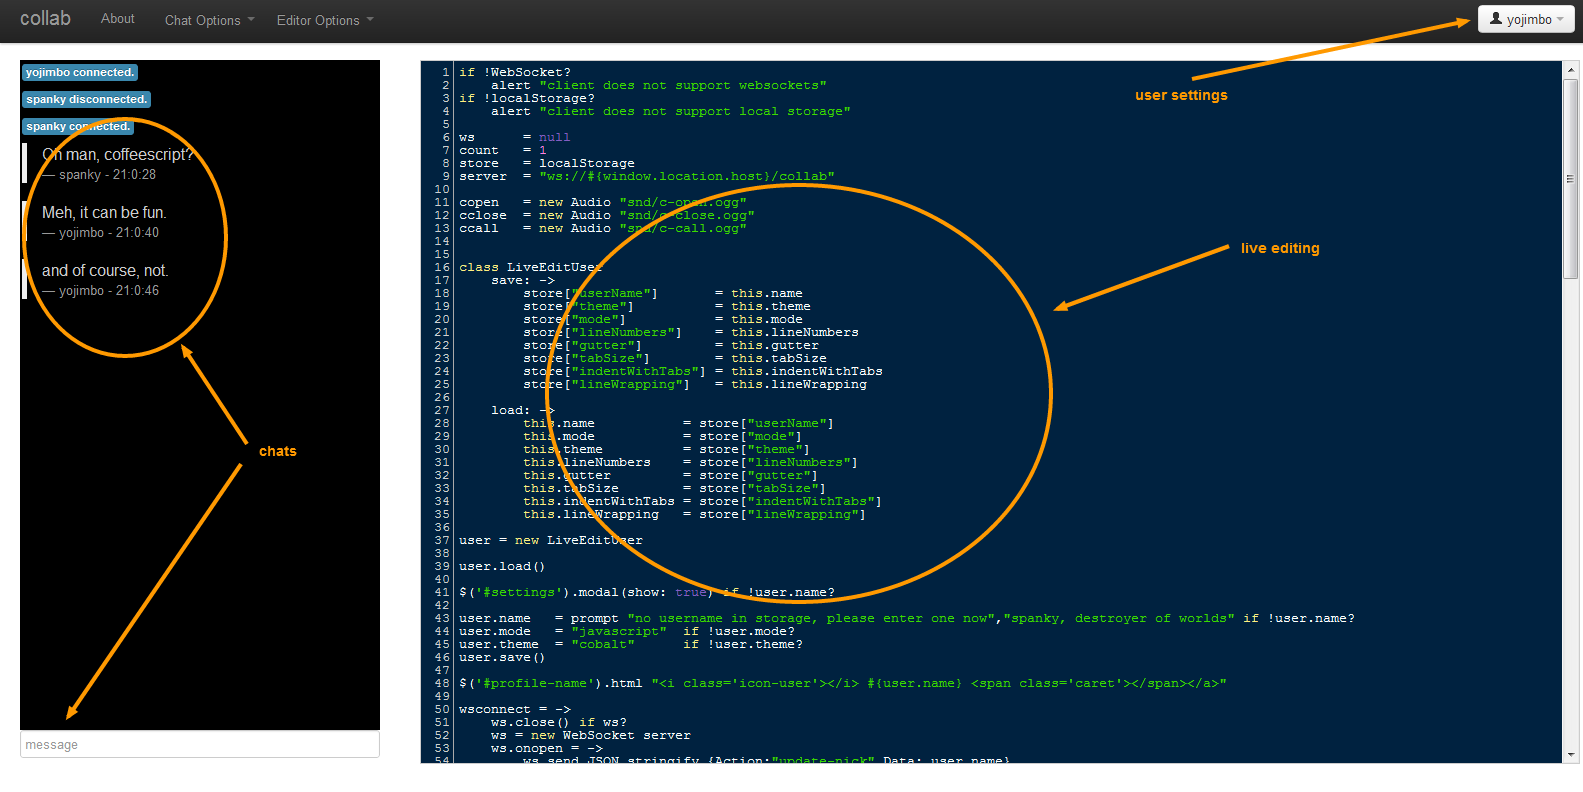 collab About Chat Options Editor Options yojimbo
user settings
yojimbo connected.
spanky disconnected.
spanky connected.
Oh man, coffeescript?
— spanky - 21:0:28
Meh, it can be fun.
— yojimbo - 21:0:40
and of course, not.
— yojimbo - 21:0:46
chats
message
live editing
1 if !WebSocket?
2     alert "client does not support websockets"
3 if !localStorage?
4     alert "client does not support local storage"
5
6 ws      = null
7 count   = 1
8 store   = localStorage
9 server  = "ws://#{window.location.host}/collab"
10
11 copen   = new Audio "snd/c-open.ogg"
12 cclose  = new Audio "snd/c-close.ogg"
13 ccall   = new Audio "snd/c-call.ogg"
14
15
16 class LiveEditUser
17     save: ->
18         store["userName"]       = this.name
19         store["theme"]          = this.theme
20         store["mode"]           = this.mode
21         store["lineNumbers"]    = this.lineNumbers
22         store["gutter"]         = this.gutter
23         store["tabSize"]        = this.tabSize
24         store["indentWithTabs"] = this.indentWithTabs
25         store["lineWrapping"]   = this.lineWrapping
26
27     load: ->
28         this.name           = store["userName"]
29         this.mode           = store["mode"]
30         this.theme          = store["theme"]
31         this.lineNumbers    = store["lineNumbers"]
32         this.gutter         = store["gutter"]
33         this.tabSize        = store["tabSize"]
34         this.indentWithTabs = store["indentWithTabs"]
35         this.lineWrapping   = store["lineWrapping"]
36
37 user = new LiveEditUser
38
39 user.load()
40
41 $('#settings').modal(show: true) if !user.name?
42
43 user.name   = prompt "no username in storage, please enter one now","spanky, destroyer of worlds" if !user.name?
44 user.mode   = "javascript"  if !user.mode?
45 user.theme  = "cobalt"      if !user.theme?
46 user.save()
47
48 $('#profile-name').html "<i class='icon-user'></i> #{user.name} <span class='caret'></span></a>"
49
50 wsconnect = ->
51     ws.close() if ws?
52     ws = new WebSocket server
53     ws.onopen = ->
54         ws.send JSON.stringify {Action:"update-nick",Data: user.name}